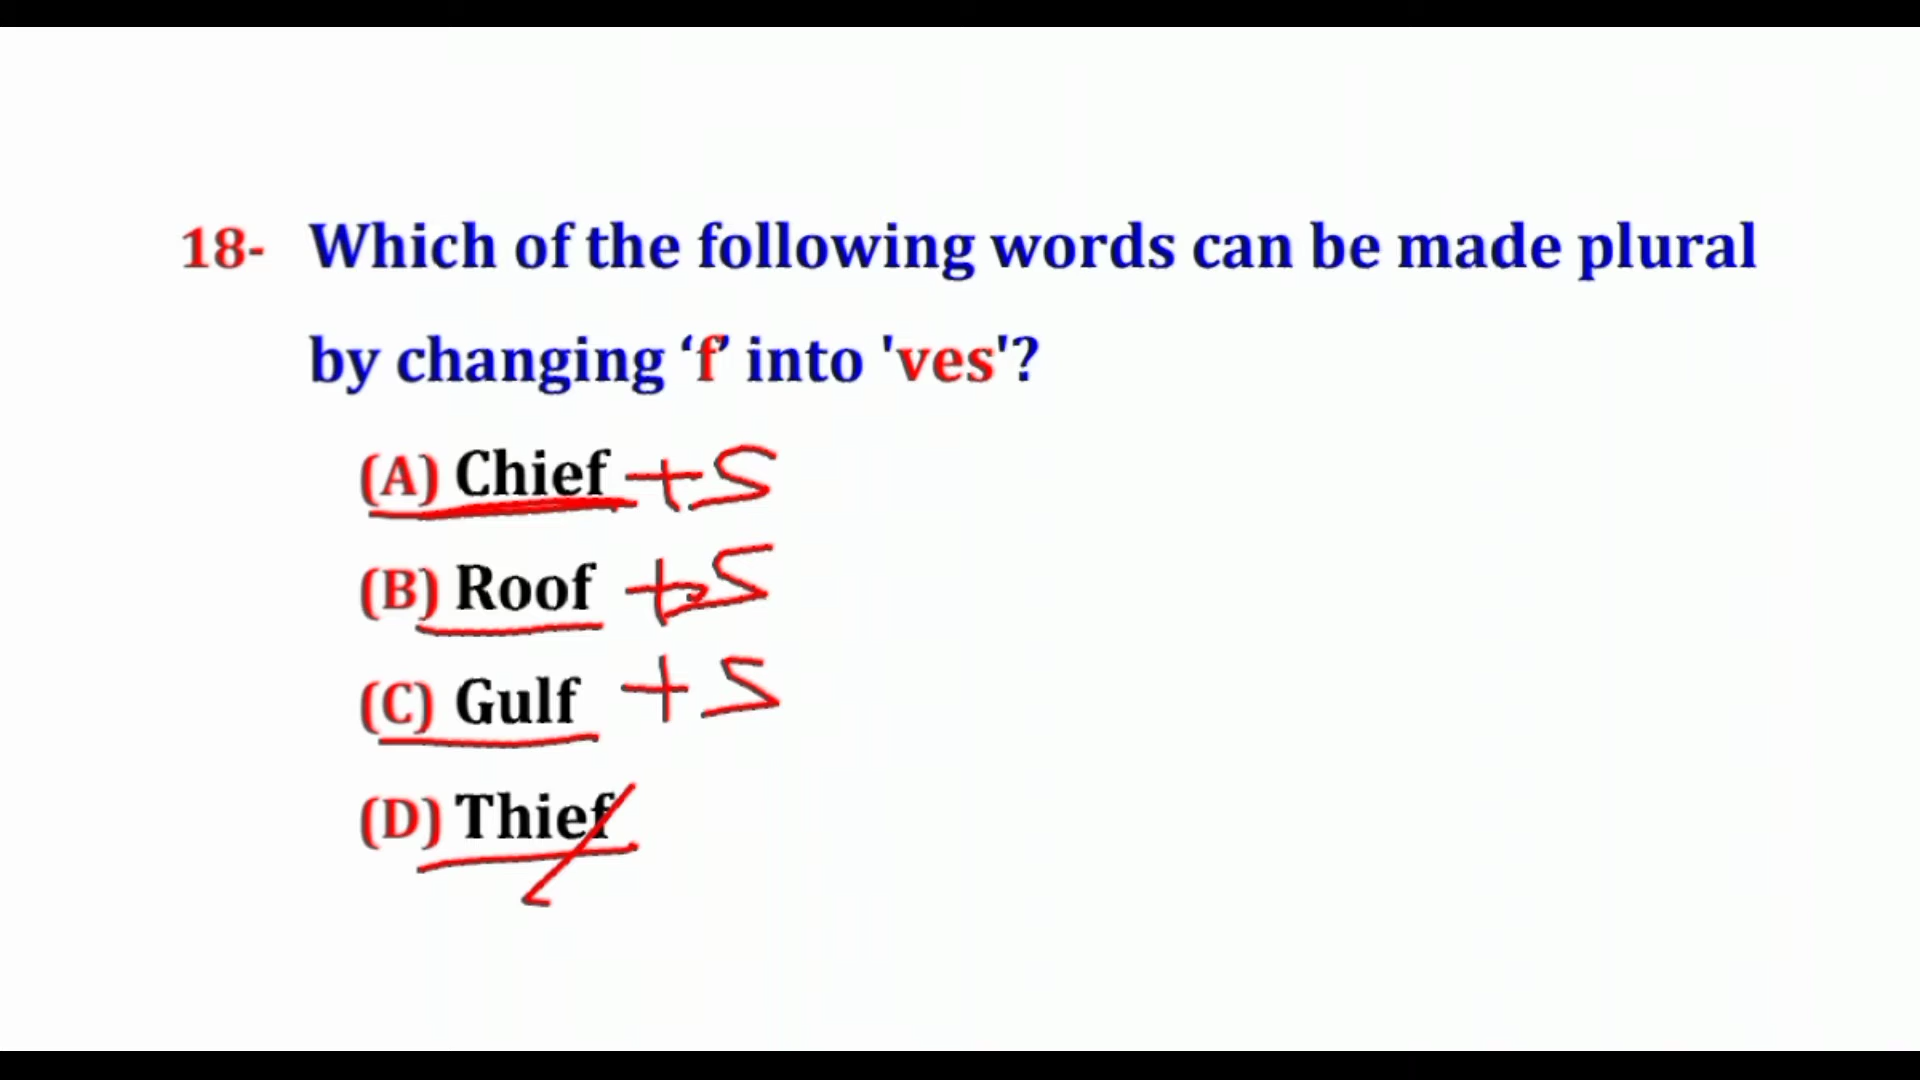 18- Which of the following words can be made plural
by changing ‘f’ into 'ves'?
(A) Chief +S
(B) Roof +S
(C) Gulf +S
(D) Thief